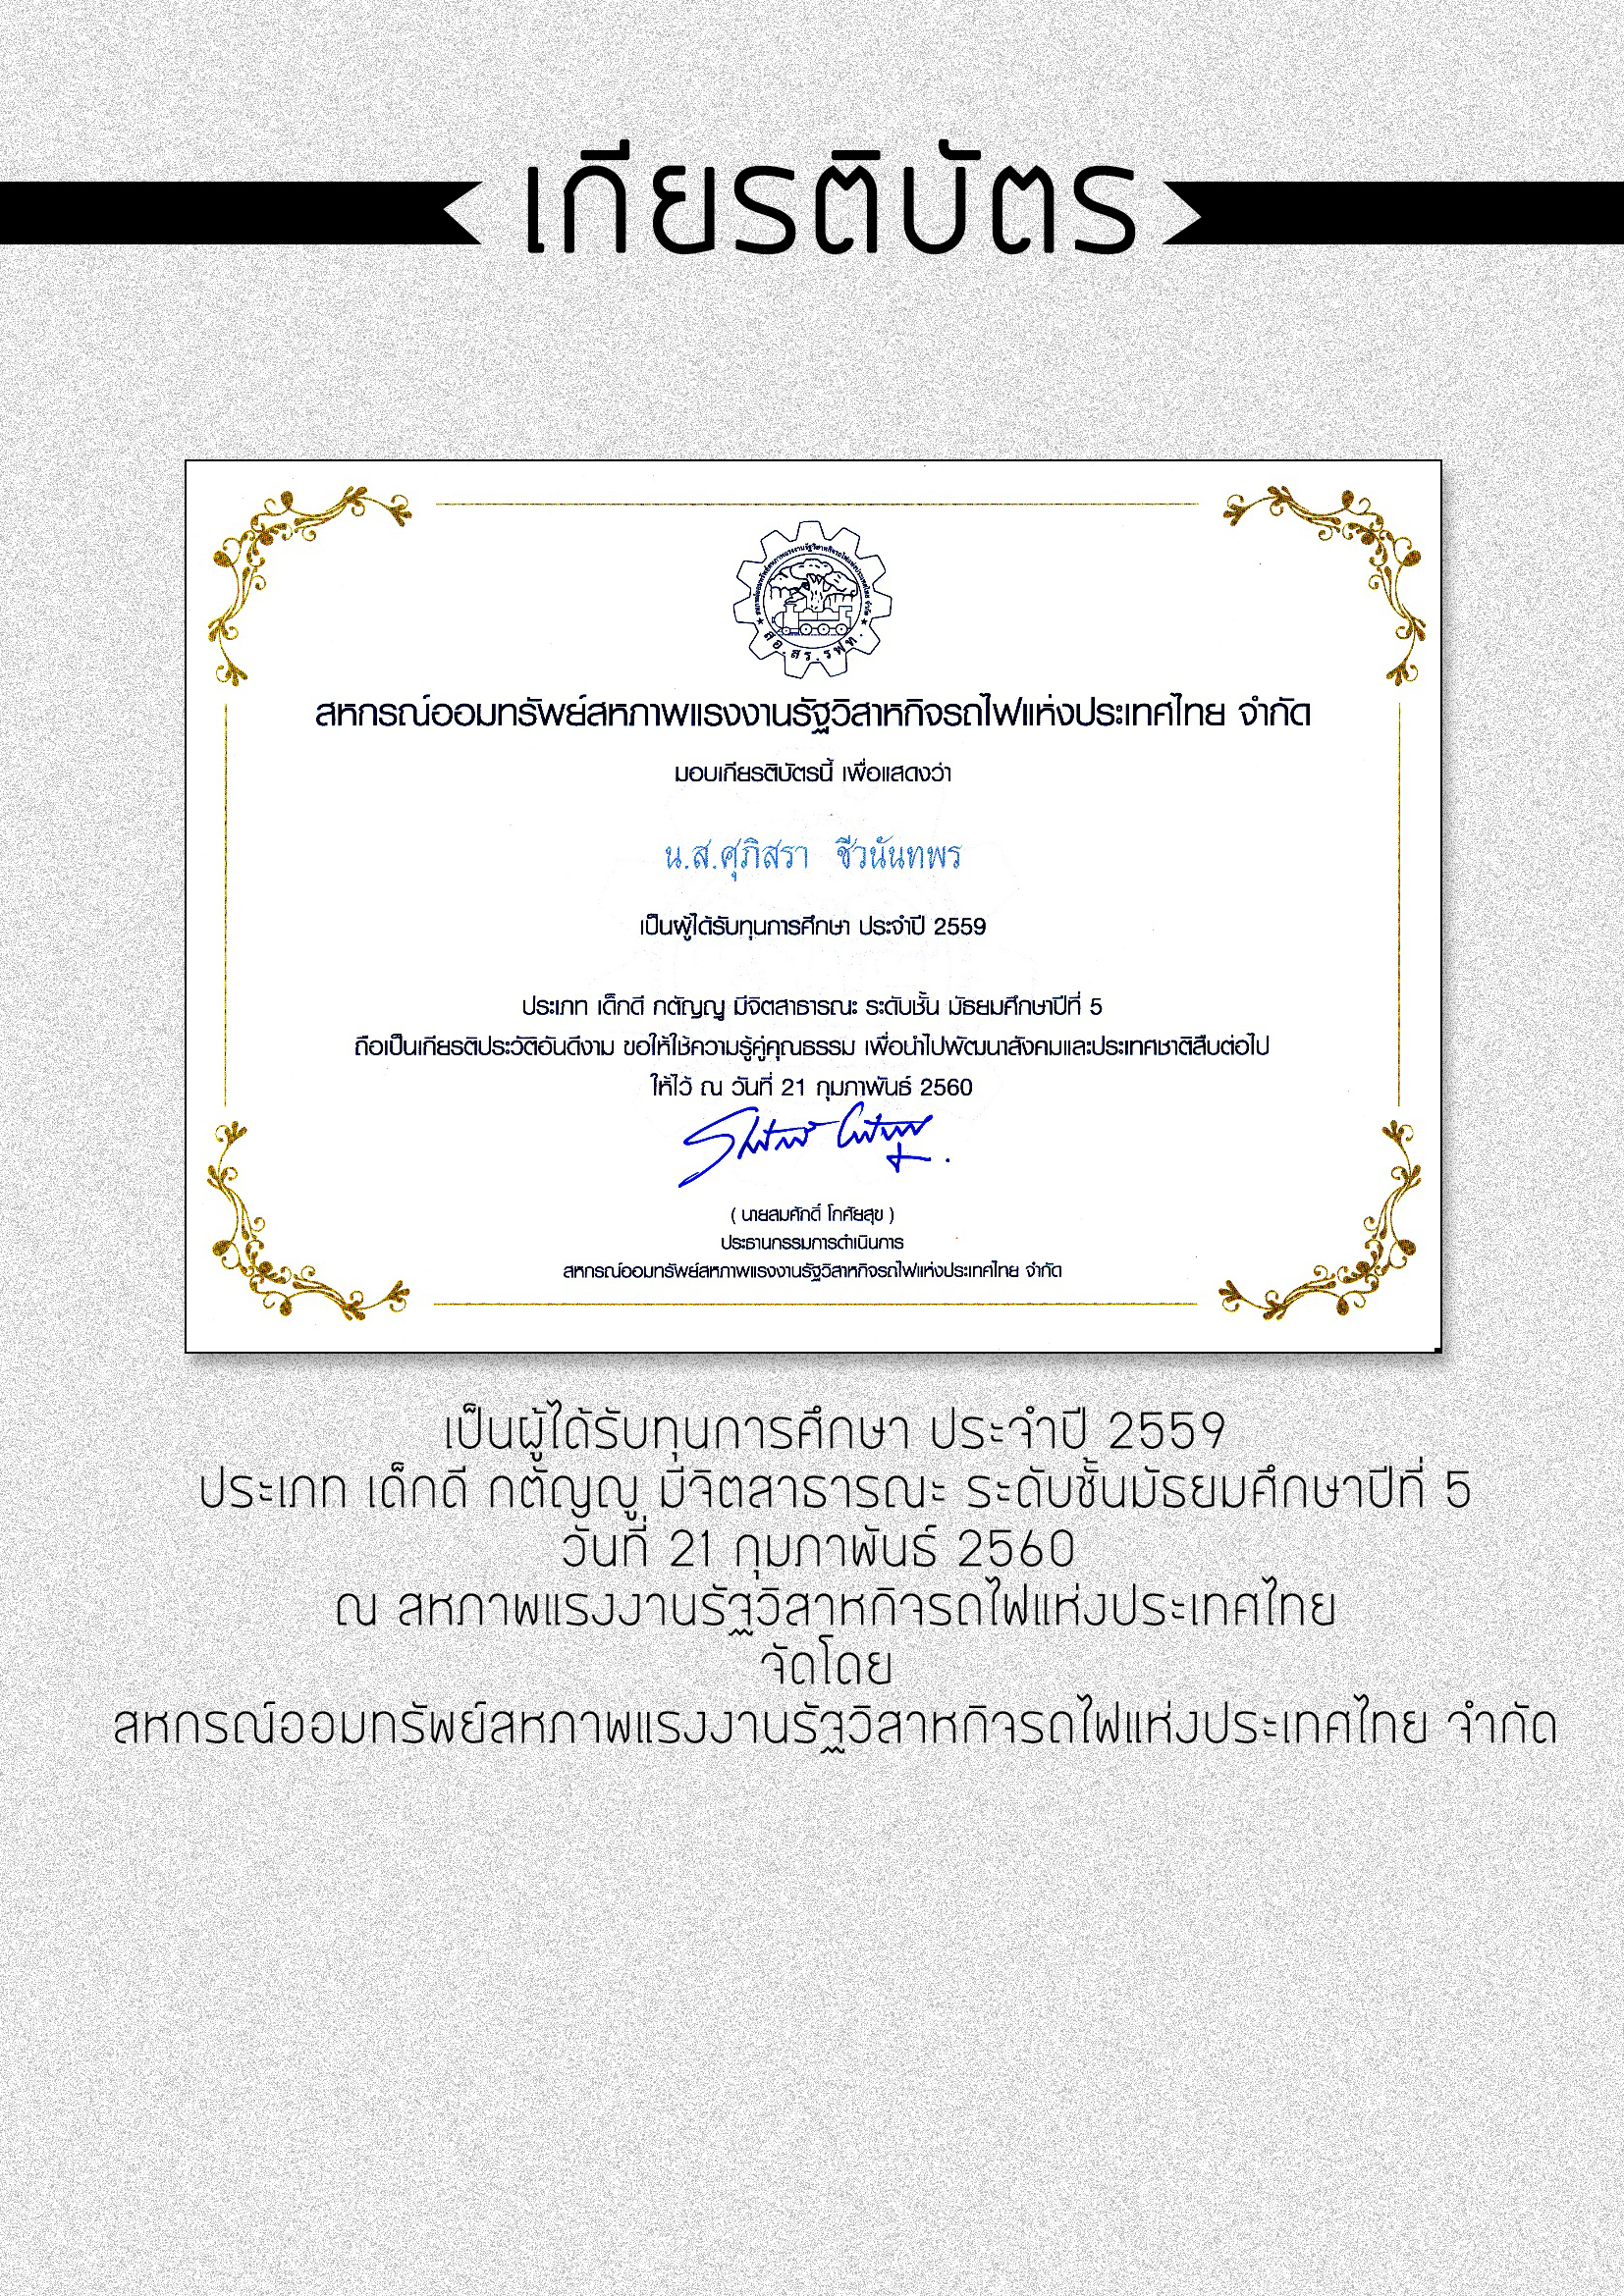 เกียรติบัตร
สอ.สร.รฟท.
สหกรณ์ออมทรัพย์สหภาพแรงงานรัฐวิสาหกิจรถไฟแห่งประเทศไทย จำกัด
มอบเกียรติบัตรนี้ เพื่อแสดงว่า
น.ส.ศุภิสรา ชีวนันทพร
เป็นผู้ได้รับทุนการศึกษา ประจำปี 2559
ประเภท เด็กดี กตัญญู มีจิตสาธารณะ ระดับชั้น มัธยมศึกษาปีที่ 5
ถือเป็นเกียรติประวัติอันดีงาม ขอให้ใช้ความรู้คู่คุณธรรม เพื่อนำไปพัฒนาสังคมและประเทศชาติสืบต่อไป
ให้ไว้ ณ วันที่ 21 กุมภาพันธ์ 2560
( นายสมศักดิ์ โกศัยสุข )
ประธานกรรมการดำเนินการ
สหกรณ์ออมทรัพย์สหภาพแรงงานรัฐวิสาหกิจรถไฟแห่งประเทศไทย จำกัด
เป็นผู้ได้รับทุนการศึกษา ประจำปี 2559
ประเภท เด็กดี กตัญญู มีจิตสาธารณะ ระดับชั้นมัธยมศึกษาปีที่ 5
วันที่ 21 กุมภาพันธ์ 2560
ณ สหภาพแรงงานรัฐวิสาหกิจรถไฟแห่งประเทศไทย
จัดโดย
สหกรณ์ออมทรัพย์สหภาพแรงงานรัฐวิสาหกิจรถไฟแห่งประเทศไทย จำกัด